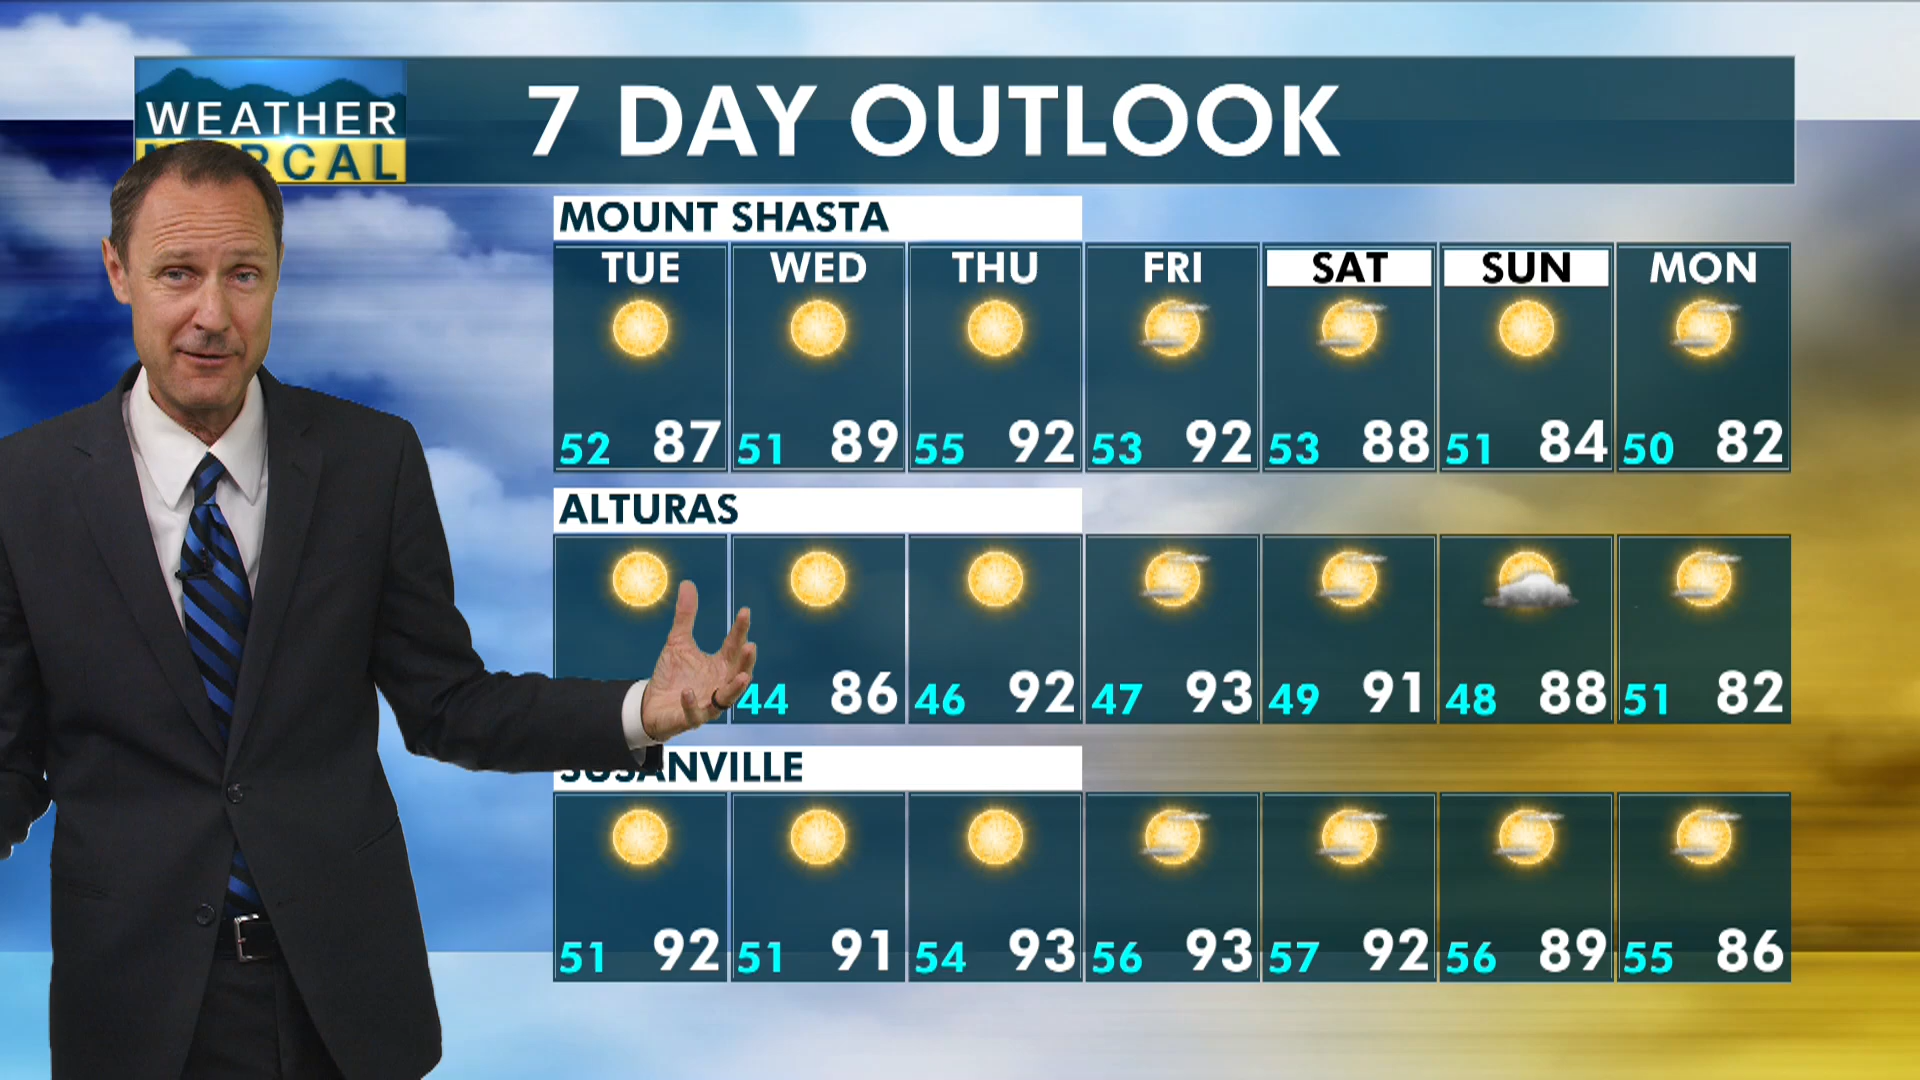 WEATHER
CAL
7 DAY OUTLOOK
MOUNT SHASTA
TUE WED THU FRI SAT SUN MON
52 87 51 89 55 92 53 92 53 88 51 84 50 82
ALTURAS
44 86 46 92 47 93 49 91 48 88 51 82
SUSANVILLE
51 92 51 91 54 93 56 93 57 92 56 89 55 86